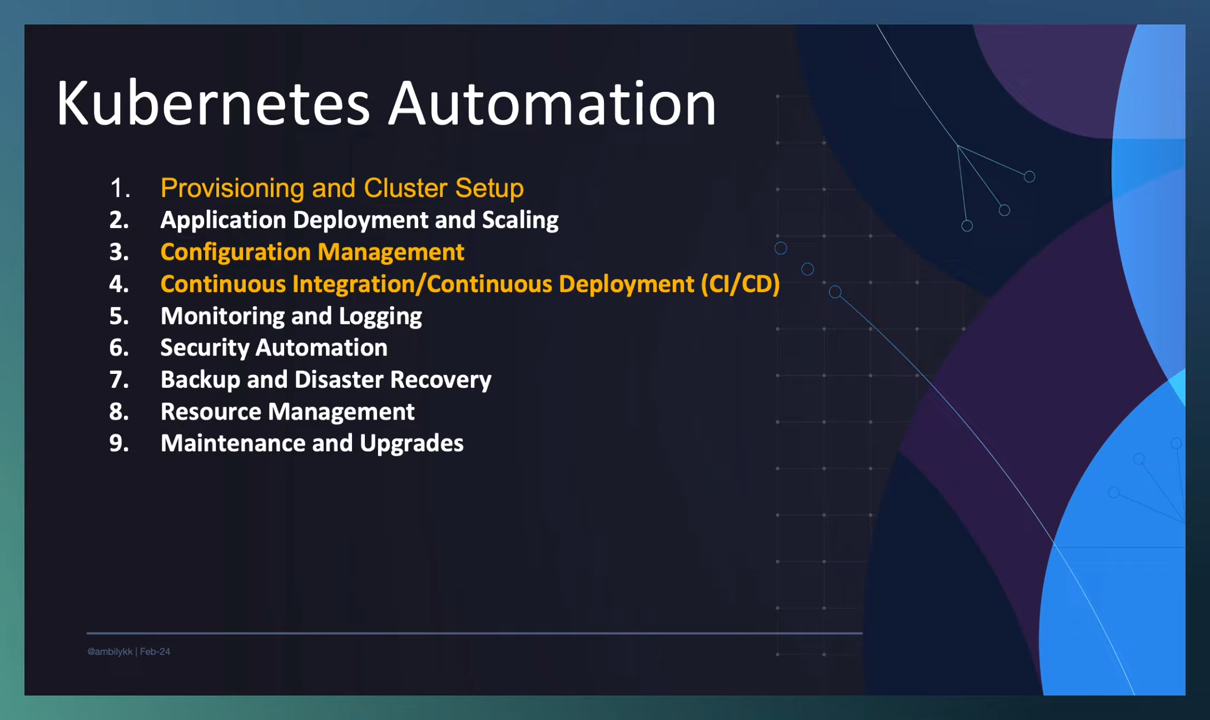 Kubernetes Automation
1. Provisioning and Cluster Setup
2. Application Deployment and Scaling
3. Configuration Management
4. Continuous Integration/Continuous Deployment (CI/CD)
5. Monitoring and Logging
6. Security Automation
7. Backup and Disaster Recovery
8. Resource Management
9. Maintenance and Upgrades
@ambilykk | Feb-24